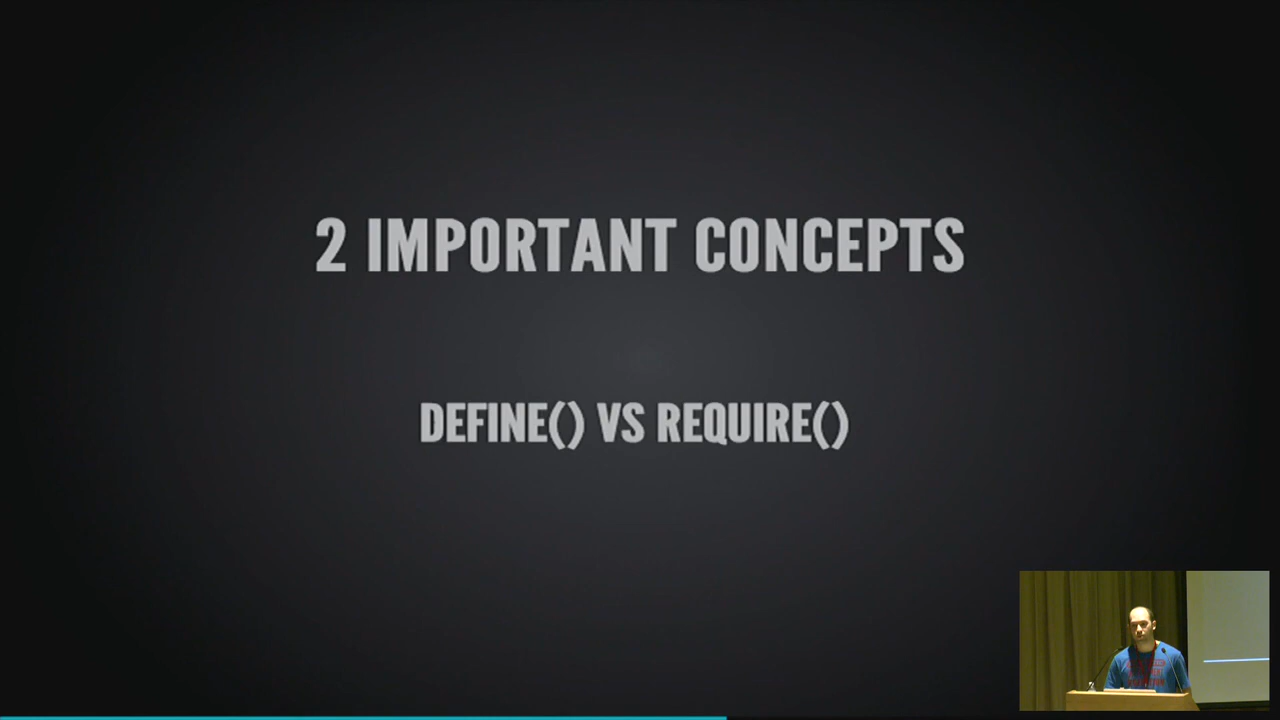 2 IMPORTANT CONCEPTS
DEFINE() VS REQUIRE()